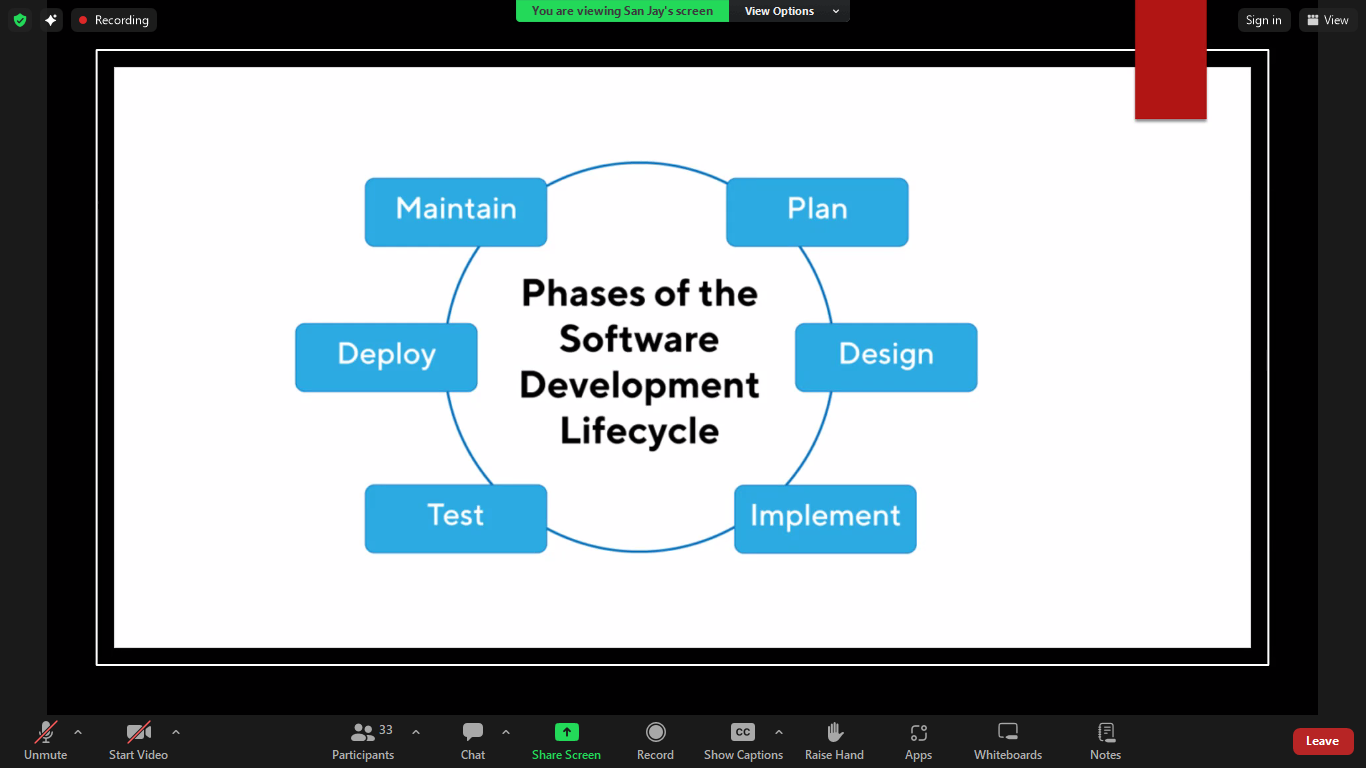 Recording
You are viewing San Jay's screen
View Options
Sign in
View
Maintain
Plan
Phases of the
Software
Development
Lifecycle
Deploy
Design
Test
Implement
Unmute
Start Video
33
Participants
Chat
Share Screen
Record
CC
Show Captions
Raise Hand
Apps
Whiteboards
Notes
Leave